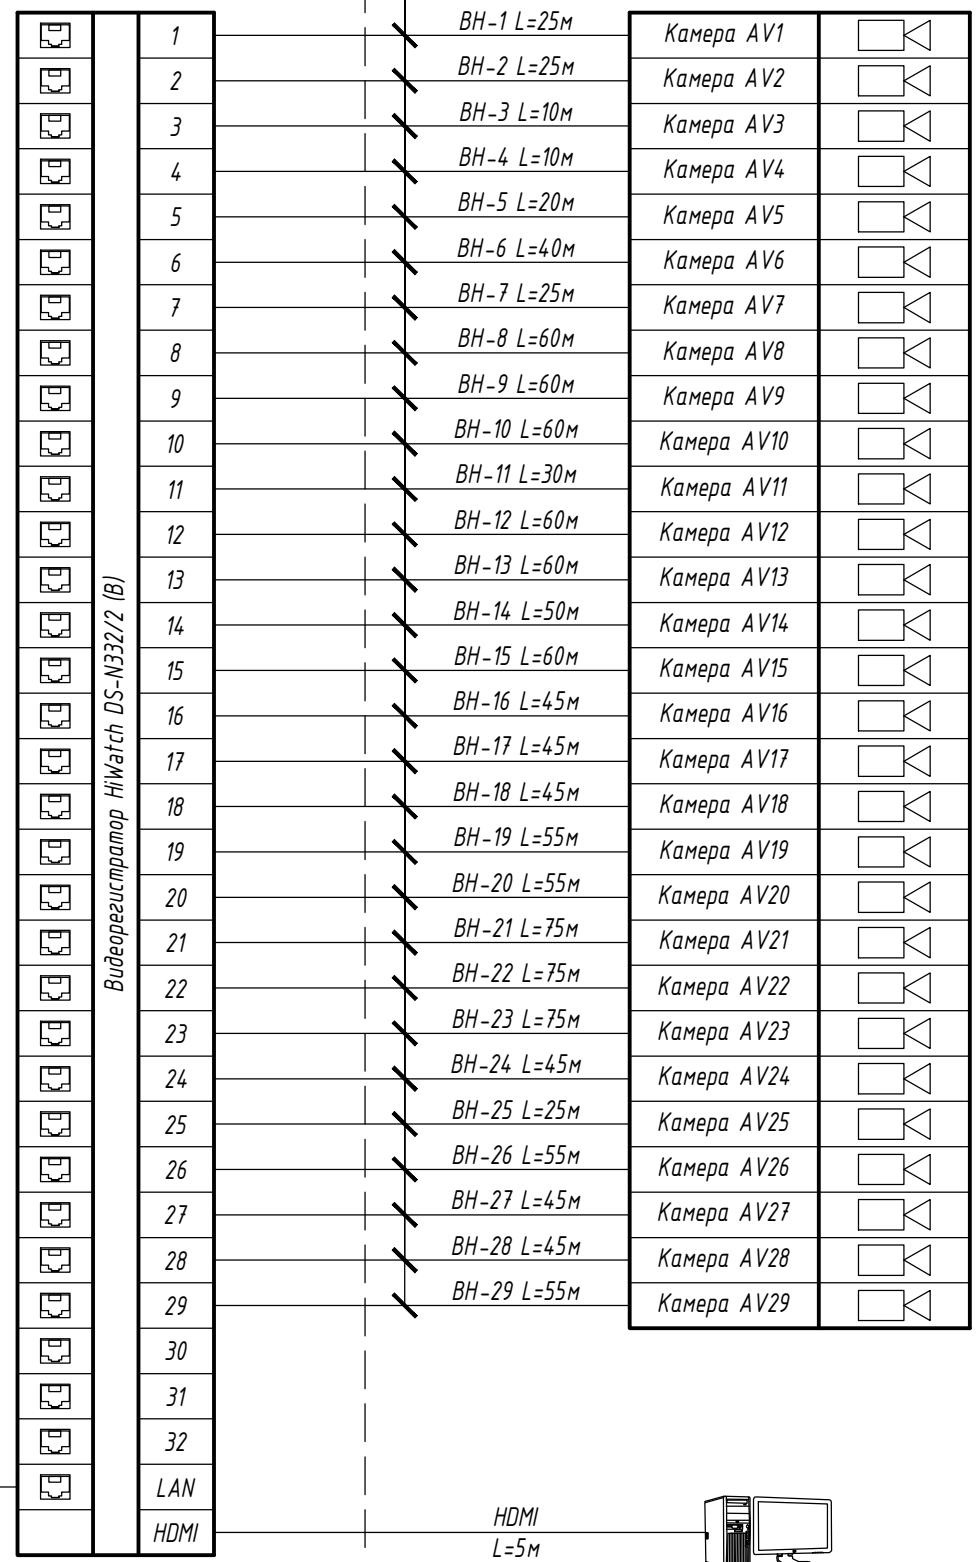 1 ВН-1 L=25м Камера AV1
2 ВН-2 L=25м Камера AV2
3 ВН-3 L=10м Камера AV3
4 ВН-4 L=10м Камера AV4
5 ВН-5 L=20м Камера AV5
6 ВН-6 L=40м Камера AV6
7 ВН-7 L=25м Камера AV7
8 ВН-8 L=60м Камера AV8
9 ВН-9 L=60м Камера AV9
10 ВН-10 L=60м Камера AV10
11 ВН-11 L=30м Камера AV11
12 ВН-12 L=60м Камера AV12
13 ВН-13 L=60м Камера AV13
14 ВН-14 L=50м Камера AV14
15 ВН-15 L=60м Камера AV15
16 ВН-16 L=45м Камера AV16
17 ВН-17 L=45м Камера AV17
18 ВН-18 L=45м Камера AV18
19 ВН-19 L=55м Камера AV19
20 ВН-20 L=55м Камера AV20
21 ВН-21 L=75м Камера AV21
22 ВН-22 L=75м Камера AV22
23 ВН-23 L=75м Камера AV23
24 ВН-24 L=45м Камера AV24
25 ВН-25 L=25м Камера AV25
26 ВН-26 L=55м Камера AV26
27 ВН-27 L=45м Камера AV27
28 ВН-28 L=45м Камера AV28
29 ВН-29 L=55м Камера AV29
30
31
32
LAN
HDMI HDMI
L=5м
Видеорегистратор HiWatch DS-N332/2 (B)